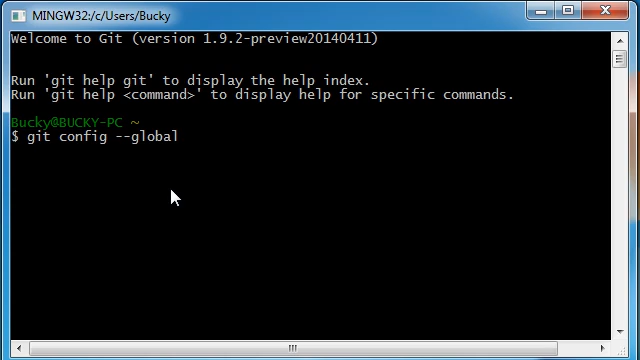 MINGW32:/c/Users/Bucky
Welcome to Git (version 1.9.2-preview20140411)
Run 'git help git' to display the help index.
Run 'git help <command>' to display help for specific commands.
Bucky@BUCKY-PC ~
$ git config --global